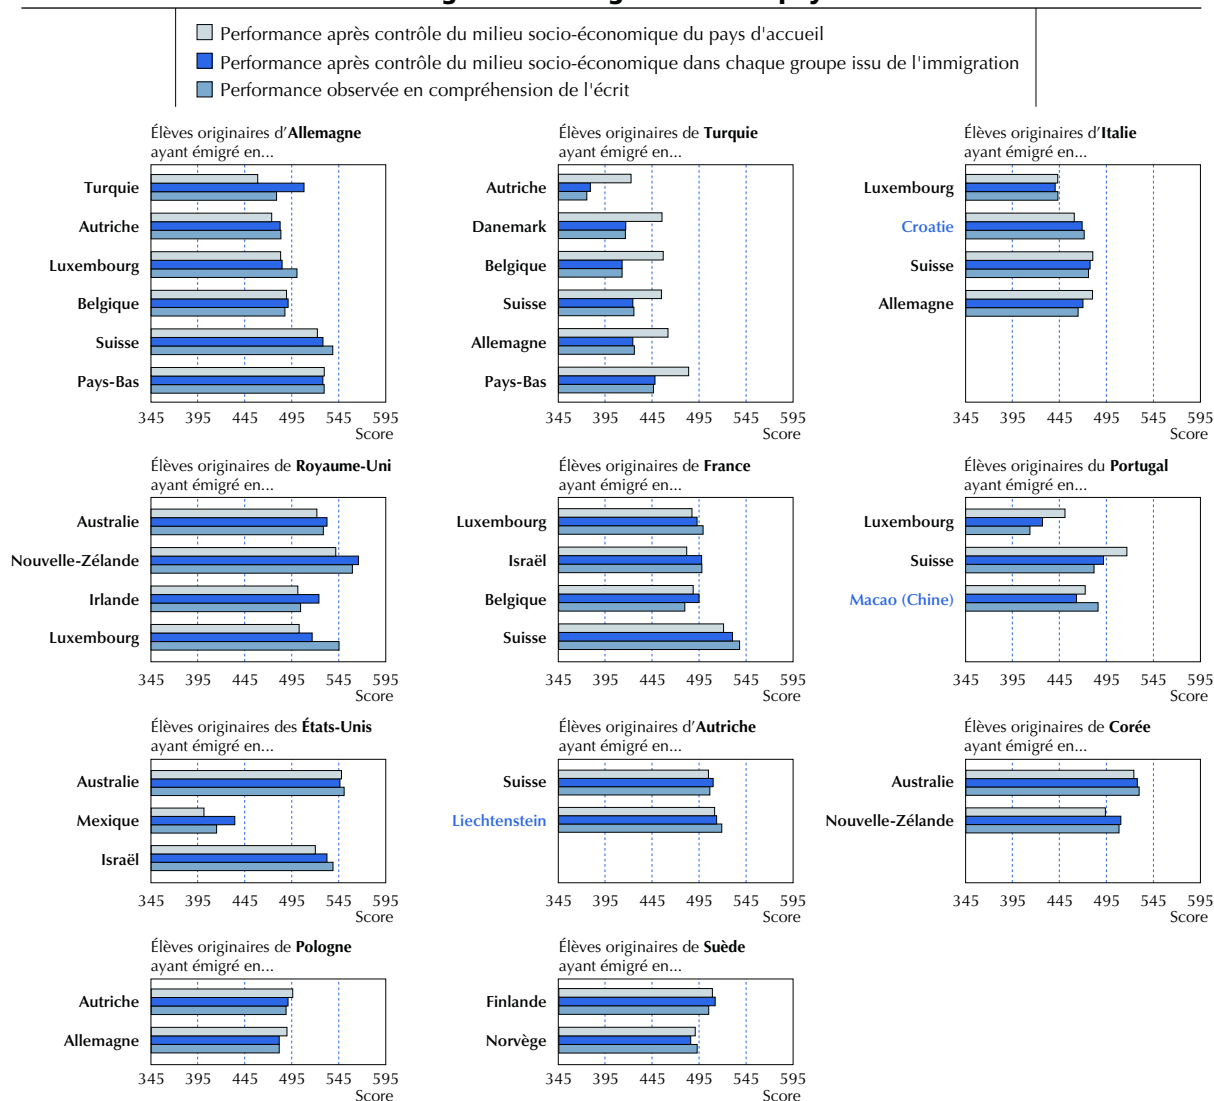 Performance après contrôle du milieu socio-économique du pays d'accueil
Performance après contrôle du milieu socio-économique dans chaque groupe issu de l'immigration
Performance observée en compréhension de l'écrit
Élèves originaires d'Allemagne
ayant émigré en...
Turquie
Autriche
Luxembourg
Belgique
Suisse
Pays-Bas
345 395 445 495 545 595
Score
Élèves originaires de Turquie
ayant émigré en...
Autriche
Danemark
Belgique
Suisse
Allemagne
Pays-Bas
345 395 445 495 545 595
Score
Élèves originaires d'Italie
ayant émigré en...
Luxembourg
Croatie
Suisse
Allemagne
345 395 445 495 545 595
Score
Élèves originaires de Royaume-Uni
ayant émigré en...
Australie
Nouvelle-Zélande
Irlande
Luxembourg
345 395 445 495 545 595
Score
Élèves originaires de France
ayant émigré en...
Luxembourg
Israël
Belgique
Suisse
345 395 445 495 545 595
Score
Élèves originaires du Portugal
ayant émigré en...
Luxembourg
Suisse
Macao (Chine)
345 395 445 495 545 595
Score
Élèves originaires des États-Unis
ayant émigré en...
Australie
Mexique
Israël
345 395 445 495 545 595
Score
Élèves originaires d'Autriche
ayant émigré en...
Suisse
Liechtenstein
345 395 445 495 545 595
Score
Élèves originaires de Corée
ayant émigré en...
Australie
Nouvelle-Zélande
345 395 445 495 545 595
Score
Élèves originaires de Pologne
ayant émigré en...
Autriche
Allemagne
345 395 445 495 545 595
Score
Élèves originaires de Suède
ayant émigré en...
Finlande
Norvège
345 395 445 495 545 595
Score